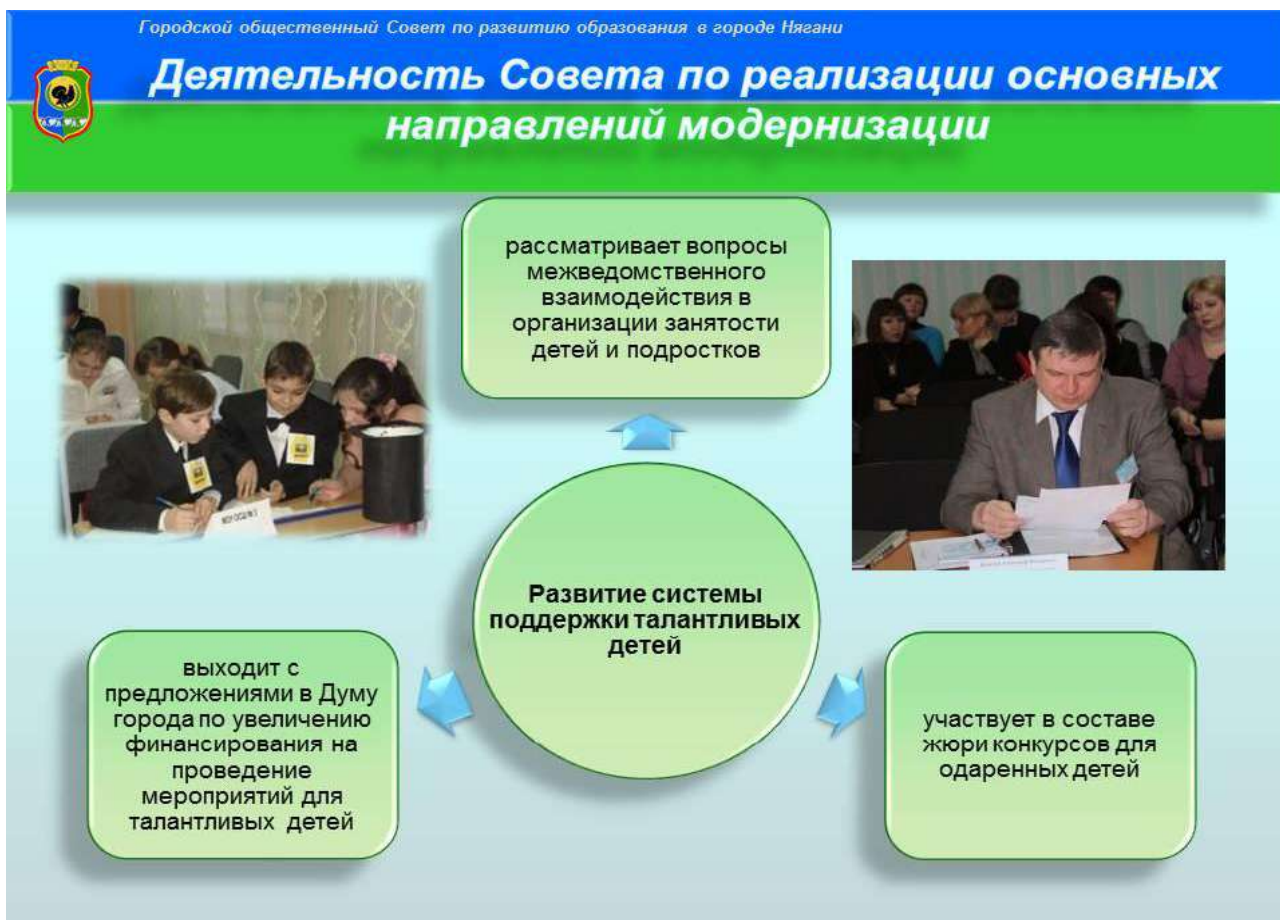 Городской общественный Совет по развитию образования в городе Нягани
Деятельность Совета по реализации основных
направлений модернизации
рассматривает вопросы
межведомственного
взаимодействия в
организации занятости
детей и подростков
Развитие системы
поддержки талантливых
детей
выходит с
предложениями в Думу
города по увеличению
финансирования на
проведение
мероприятий для
талантливых детей
участвует в составе
жюри конкурсов для
одаренных детей